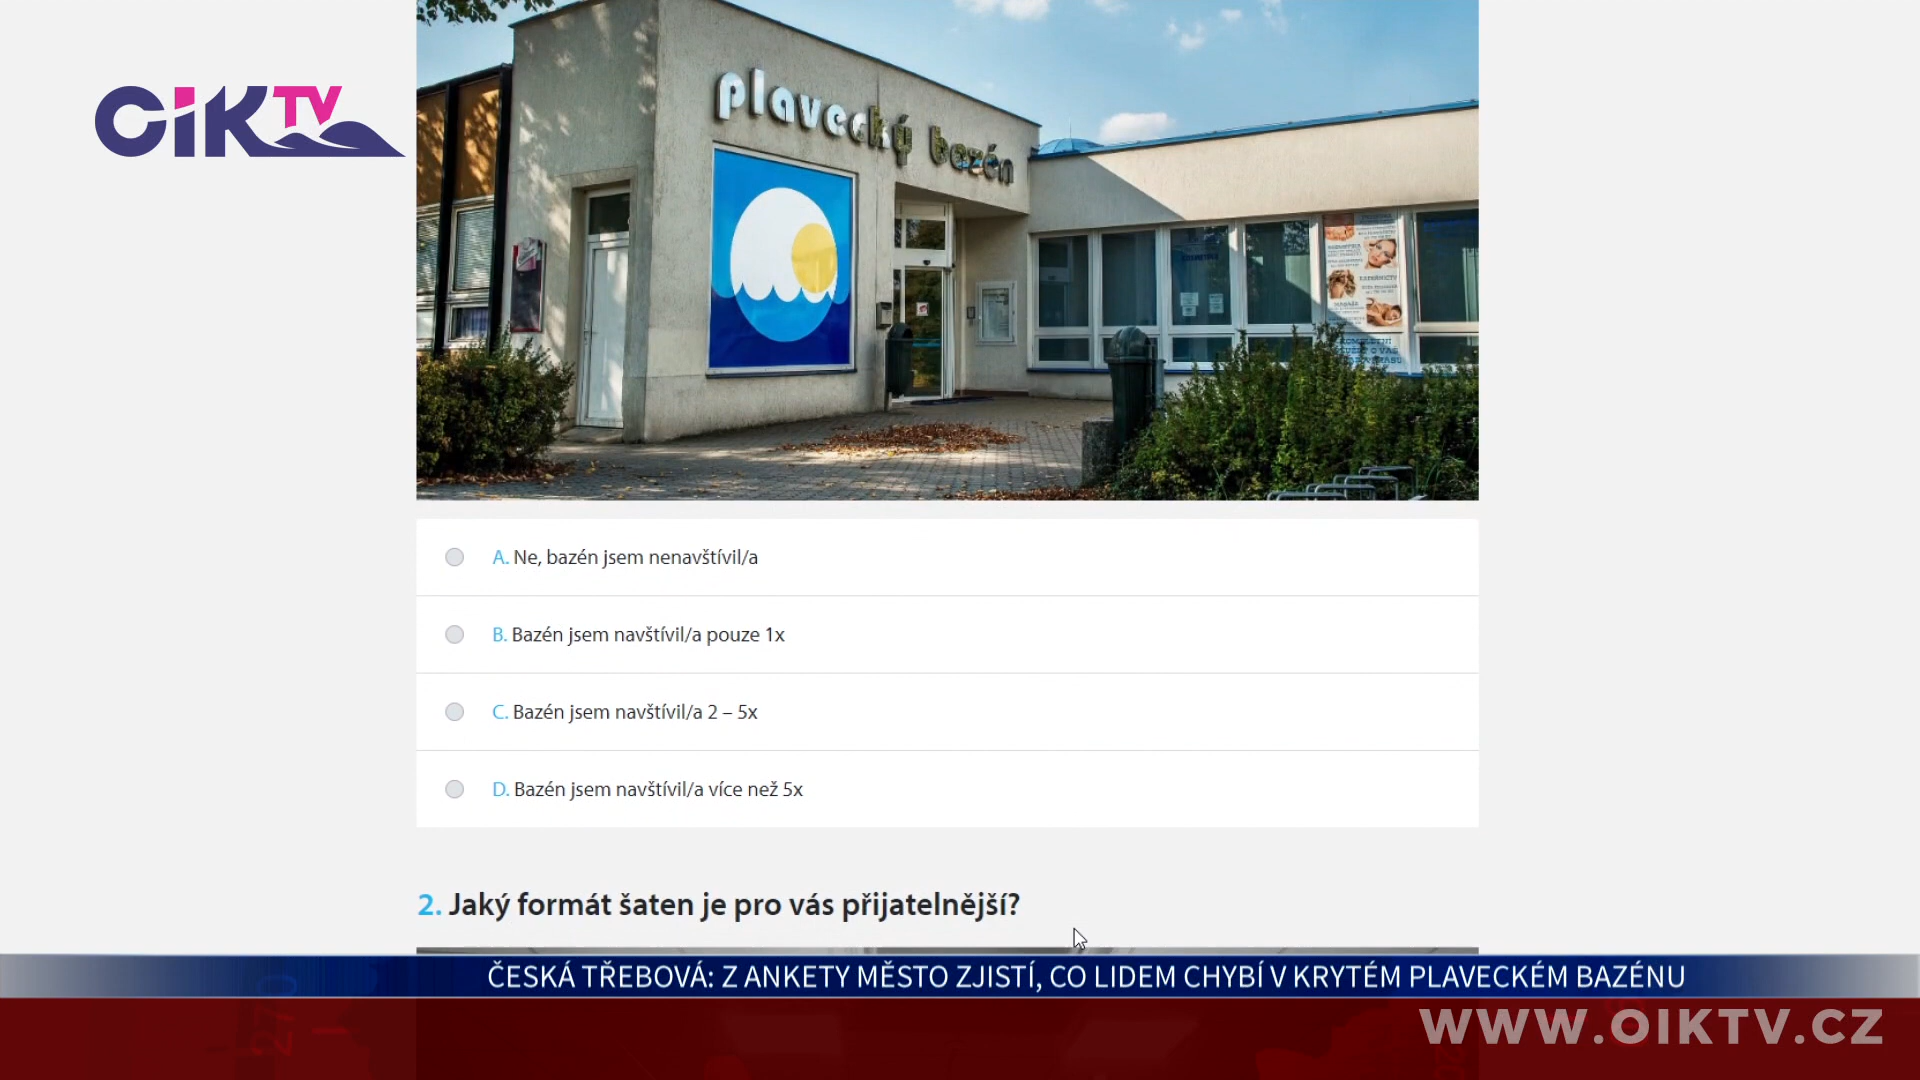 OIK TV
plavecký bazén
A. Ne, bazén jsem nenavštívil/a
B. Bazén jsem navštívil/a pouze 1x
C. Bazén jsem navštívil/a 2 – 5x
D. Bazén jsem navštívil/a více než 5x
2. Jaký formát šaten je pro vás přijatelnější?
ČESKÁ TŘEBOVÁ: Z ANKETY MĚSTO ZJISTÍ, CO LIDEM CHYBÍ V KRYTÉM PLAVECKÉM BAZÉNU
WWW.OIKTV.CZ